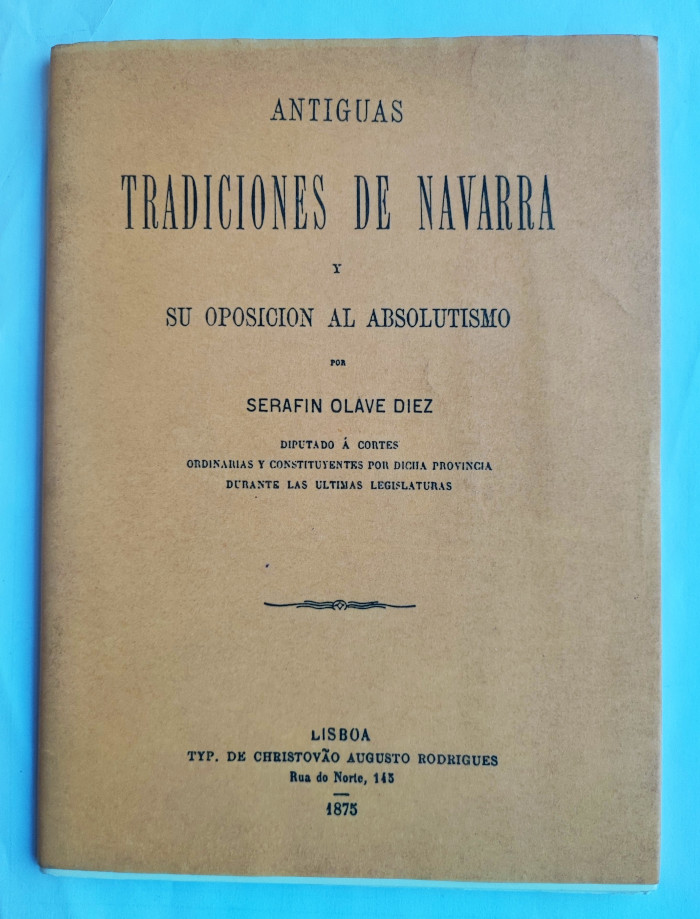 ANTIGUAS
TRADICIONES DE NAVARRA
Y
SU OPOSICION AL ABSOLUTISMO
POR
SERAFIN OLAVE DIEZ
DIPUTADO Á CORTES
ORDINARIAS Y CONSTITUYENTES POR DICHA PROVINCIA
DURANTE LAS ULTIMAS LEGISLATURAS
LISBOA
TYP. DE CHRISTOVÃO AUGUSTO RODRIGUES
Rua do Norte, 145
1875